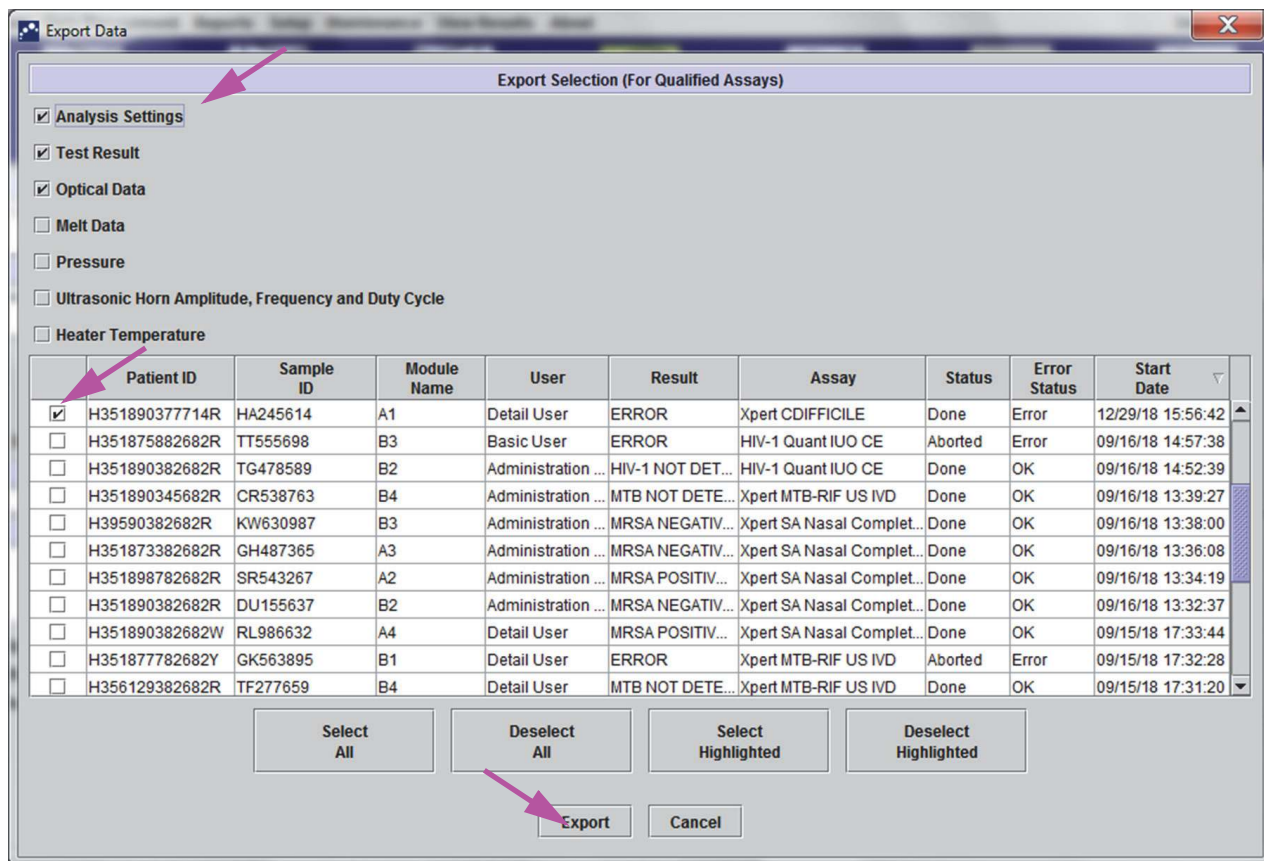 Export Data
Export Selection (For Qualified Assays)
Analysis Settings
Test Result
Optical Data
Melt Data
Pressure
Ultrasonic Horn Amplitude, Frequency and Duty Cycle
Heater Temperature
Patient ID Sample ID Module Name User Result Assay Status Error Status Start Date
H351890377714R HA245614 A1 Detail User ERROR Xpert CDIFFICILE Done Error 12/29/18 15:56:42
H351875882682R TT555698 B3 Basic User ERROR HIV-1 Quant IUO CE Aborted Error 09/16/18 14:57:38
H351890382682R TG478589 B2 Administration ... HIV-1 NOT DET... HIV-1 Quant IUO CE Done OK 09/16/18 14:52:39
H351890345682R CR538763 B4 Administration ... MTB NOT DETE... Xpert MTB-RIF US IVD Done OK 09/16/18 13:39:27
H39590382682R KW630987 B3 Administration ... MRSA NEGATIV... Xpert SA Nasal Complet... Done OK 09/16/18 13:38:00
H351873382682R GH487365 A3 Administration ... MRSA NEGATIV... Xpert SA Nasal Complet... Done OK 09/16/18 13:36:08
H351898782682R SR543267 A2 Administration ... MRSA POSITIV... Xpert SA Nasal Complet... Done OK 09/16/18 13:34:19
H351890382682R DU155637 B2 Administration ... MRSA NEGATIV... Xpert SA Nasal Complet... Done OK 09/16/18 13:32:37
H351890382682W RL986632 A4 Detail User MRSA POSITIV... Xpert SA Nasal Complet... Done OK 09/15/18 17:33:44
H351877782682Y GK563895 B1 Detail User ERROR Xpert MTB-RIF US IVD Aborted Error 09/15/18 17:32:28
H356129382682R TF277659 B4 Detail User MTB NOT DETE... Xpert MTB-RIF US IVD Done OK 09/15/18 17:31:20
Select All Deselect All Select Highlighted Deselect Highlighted
Export Cancel